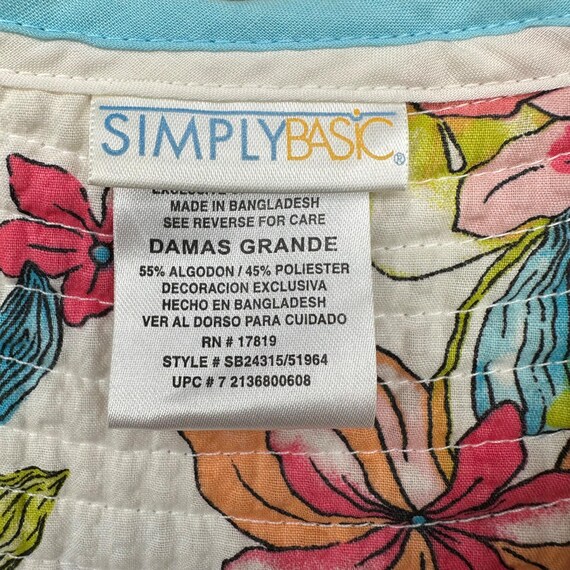 SIMPLYBASIC®
MADE IN BANGLADESH
SEE REVERSE FOR CARE
DAMAS GRANDE
55% ALGODON / 45% POLIESTER
DECORACION EXCLUSIVA
HECHO EN BANGLADESH
VER AL DORSO PARA CUIDADO
RN # 17819
STYLE # SB24315/51964
UPC # 7 2136800608